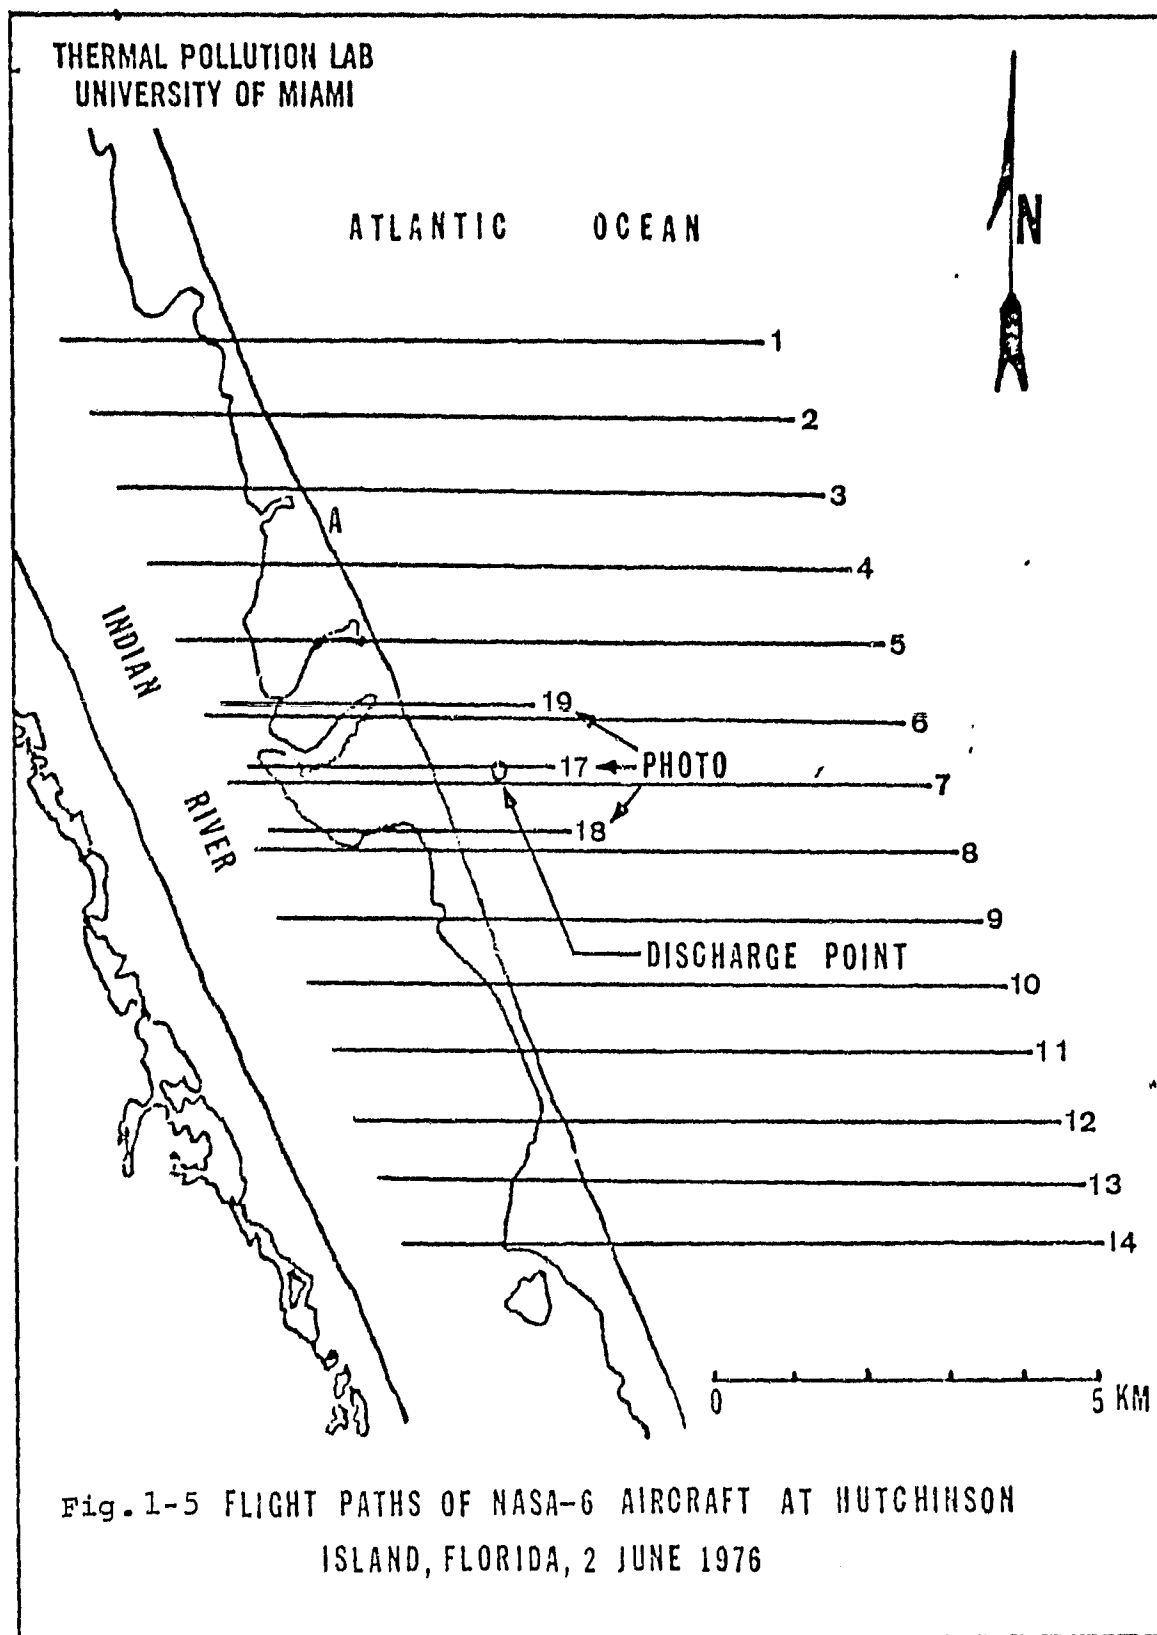 THERMAL POLLUTION LAB
UNIVERSITY OF MIAMI
ATLANTIC OCEAN
N
1
2
3
A
4
INDIAN
5
19
6
PHOTO
17
7
RIVER
18
8
9
DISCHARGE POINT
10
11
12
13
14
0
5 KM
Fig. 1-5 FLIGHT PATHS OF NASA-6 AIRCRAFT AT HUTCHINSON
ISLAND, FLORIDA, 2 JUNE 1976